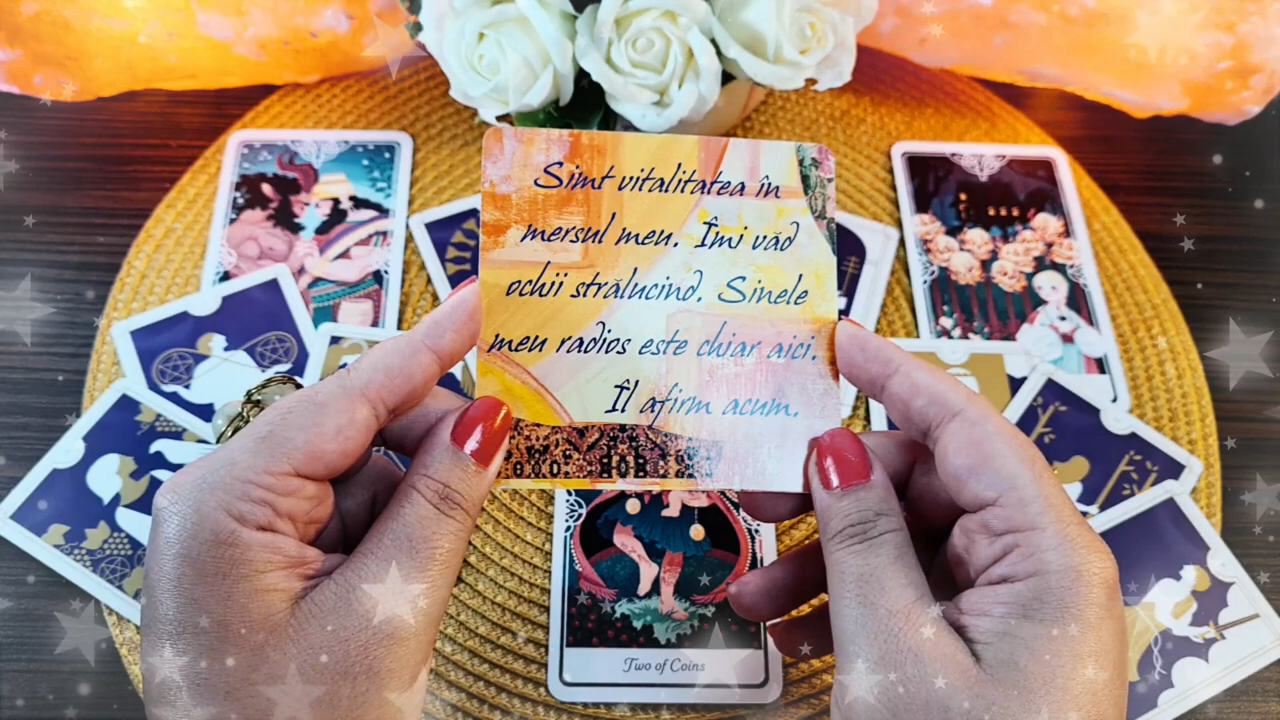 Simt vitalitatea în
mersul meu. Îmi văd
ochii strălucind. Sinele
meu radios este chiar aici.
Îl afirm acum.
Two of Coins